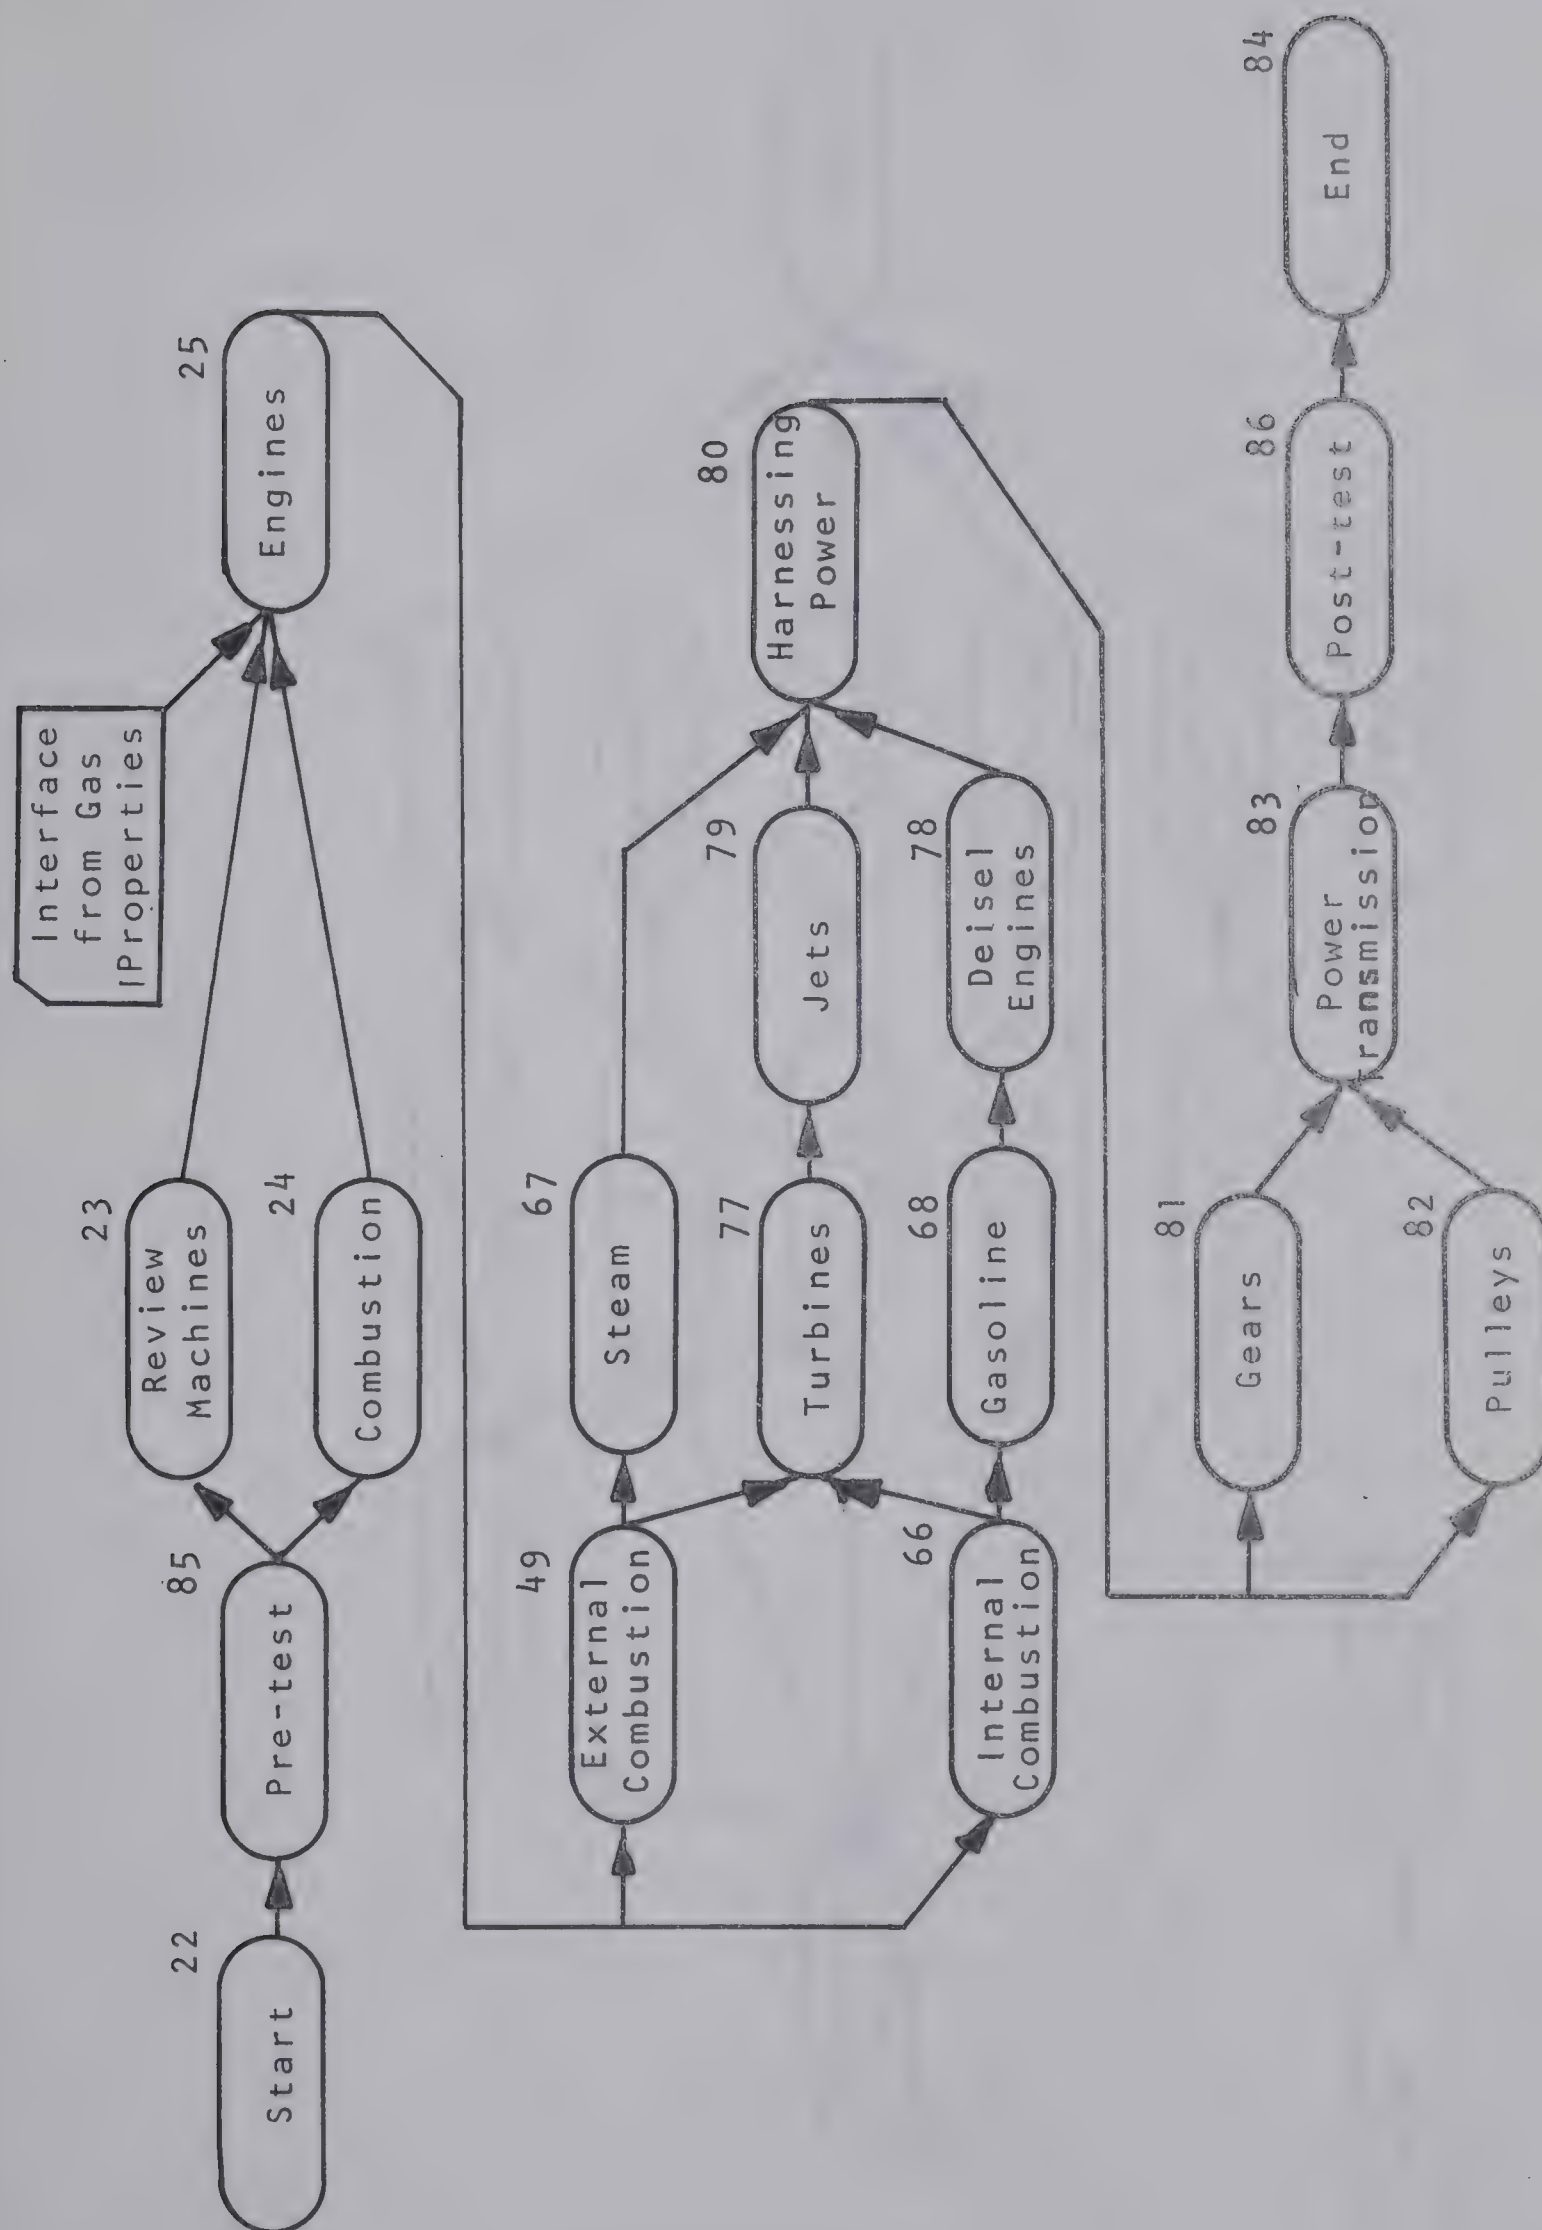 Interface
from Gas
Properties
22
Start
85
Pre-test
23
Review
Machines
24
Combustion
25
Engines
49
External
Combustion
66
Internal
Combustion
67
Steam
77
Turbines
68
Gasoline
79
Jets
78
Deisel
Engines
80
Harnessing
Power
81
Gears
82
Pulleys
83
Power
Transmission
86
Post-test
84
End